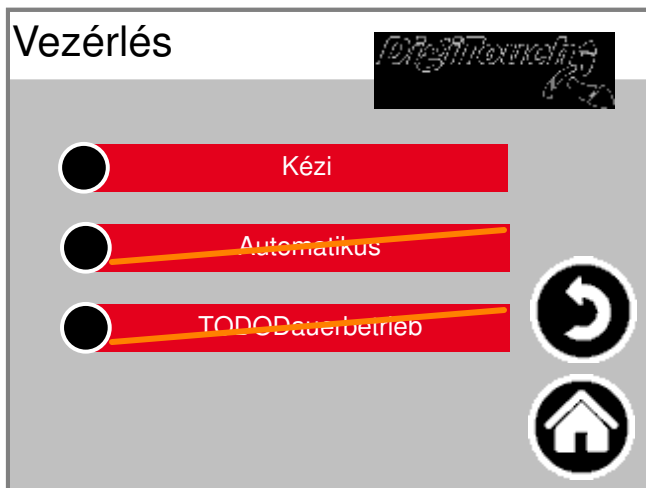 Vezérlés
DigiTouch
Kézi
Automatikus
TODODauerbetrieb